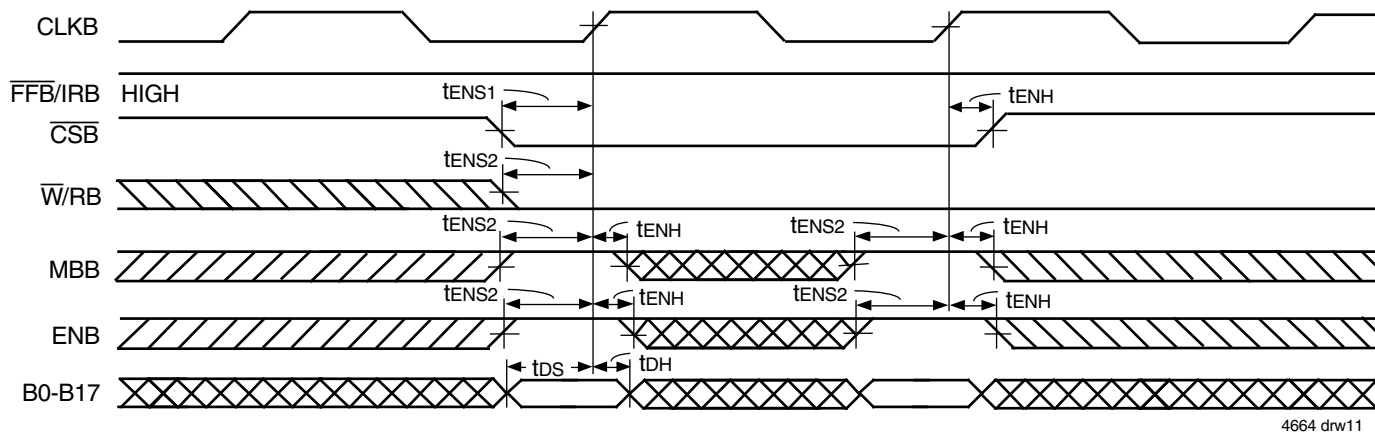 CLKB
FFB/IRB HIGH
tENS1
tENH
CSB
tENS2
W/RB
tENS2
tENH
tENS2
tENH
MBB
tENS2
tENH
tENS2
tENH
ENB
tDS
tDH
B0-B17
4664 drw11